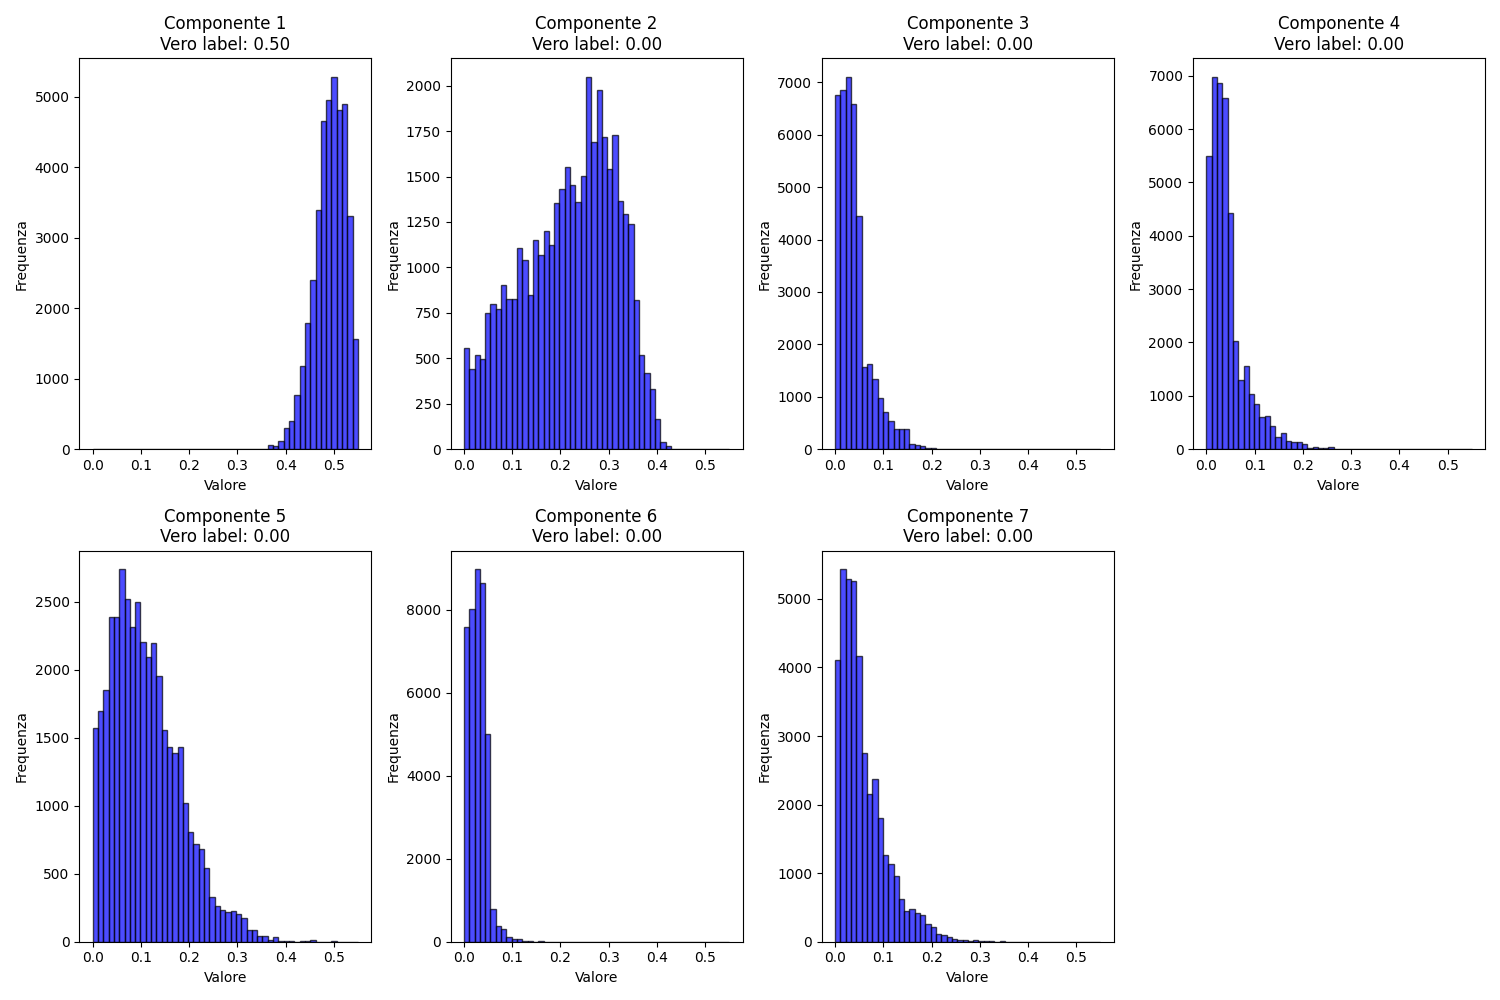 Componente 1
Vero label: 0.50
Frequenza
5000
4000
3000
2000
1000
0
0.0 0.1 0.2 0.3 0.4 0.5
Valore
Componente 2
Vero label: 0.00
Frequenza
2000
1750
1500
1250
1000
750
500
250
0
0.0 0.1 0.2 0.3 0.4 0.5
Valore
Componente 3
Vero label: 0.00
Frequenza
7000
6000
5000
4000
3000
2000
1000
0
0.0 0.1 0.2 0.3 0.4 0.5
Valore
Componente 4
Vero label: 0.00
Frequenza
7000
6000
5000
4000
3000
2000
1000
0
0.0 0.1 0.2 0.3 0.4 0.5
Valore
Componente 5
Vero label: 0.00
Frequenza
2500
2000
1500
1000
500
0
0.0 0.1 0.2 0.3 0.4 0.5
Valore
Componente 6
Vero label: 0.00
Frequenza
8000
6000
4000
2000
0
0.0 0.1 0.2 0.3 0.4 0.5
Valore
Componente 7
Vero label: 0.00
Frequenza
5000
4000
3000
2000
1000
0
0.0 0.1 0.2 0.3 0.4 0.5
Valore